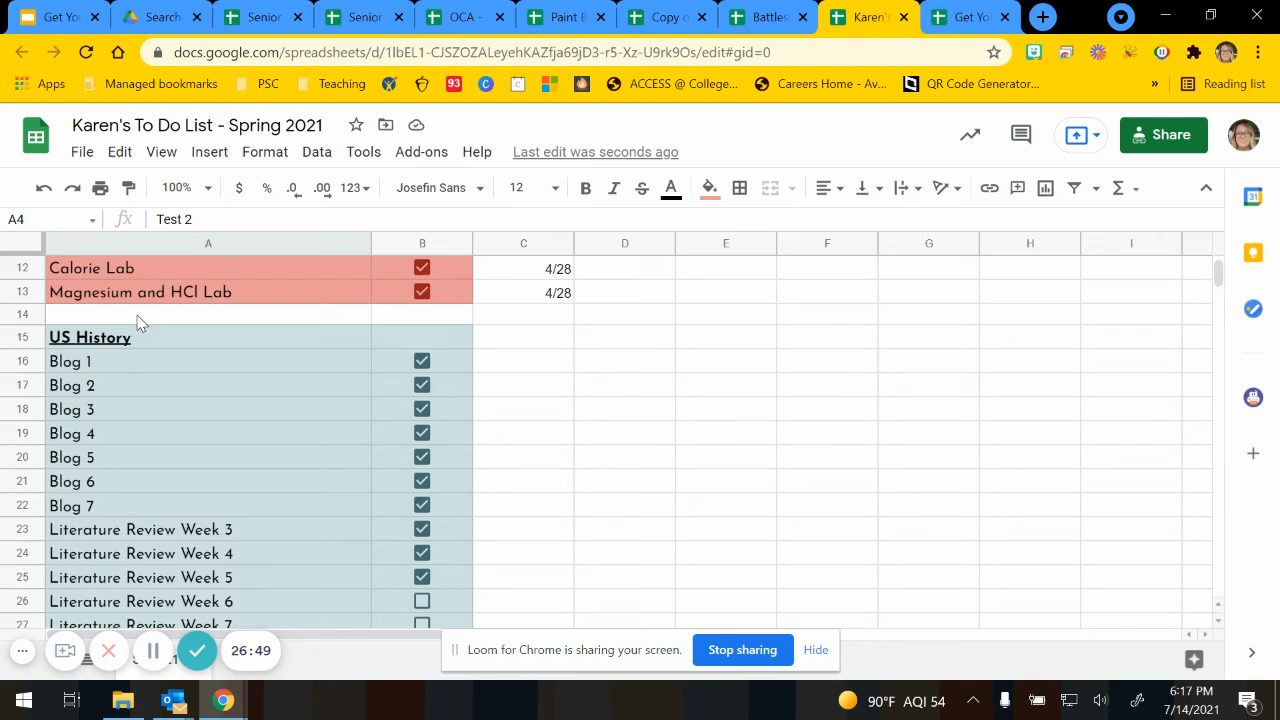 Get You
Search
Senior
Senior
OCA -
Paint B
Copy o
Battlesl
Karen's
Get Yo
docs.google.com/spreadsheets/d/1lbEL1-CJSZOZALeyehKAZfja69jD3-r5-Xz-U9rk9Os/edit#gid=0
Apps
Managed bookmarks
PSC
Teaching
93
ACCESS @ College...
Careers Home - Av...
QR Code Generator...
»
Reading list
Karen's To Do List - Spring 2021
File Edit View Insert Format Data Tools Add-ons Help Last edit was seconds ago
Share
100% $ % .0 .00 123 Josefin Sans 12 B I S A Σ
A4 fx Test 2
A B C D E F G H I
12 Calorie Lab 4/28
13 Magnesium and HCl Lab 4/28
14
15 US History
16 Blog 1
17 Blog 2
18 Blog 3
19 Blog 4
20 Blog 5
21 Blog 6
22 Blog 7
23 Literature Review Week 3
24 Literature Review Week 4
25 Literature Review Week 5
26 Literature Review Week 6
27 Literature Review Week 7
26:49
Loom for Chrome is sharing your screen. Stop sharing Hide
90°F AQI 54
6:17 PM
7/14/2021
3